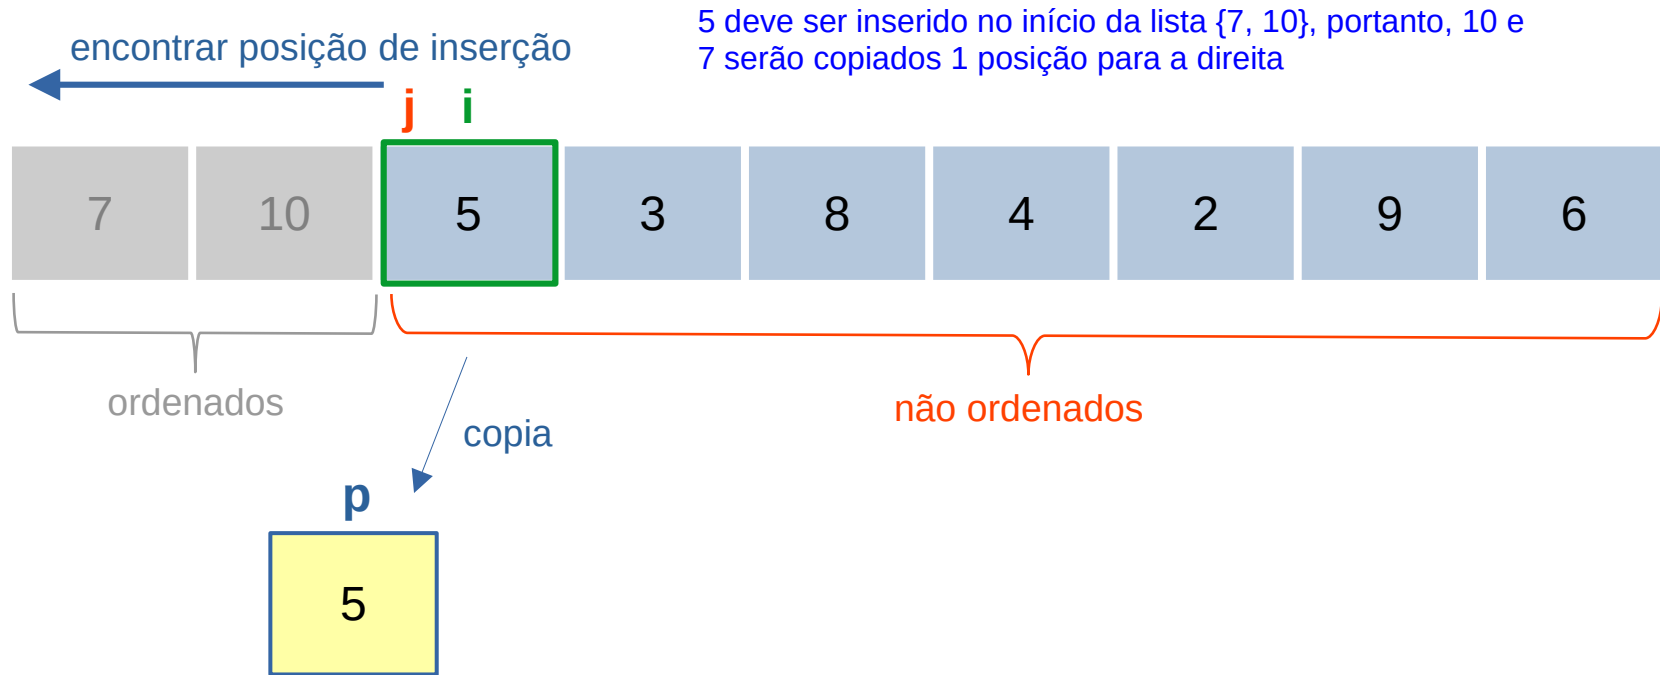 5 deve ser inserido no início da lista {7, 10}, portanto, 10 e
7 serão copiados 1 posição para a direita
encontrar posição de inserção
j i
7 10 5 3 8 4 2 9 6
ordenados
não ordenados
copia
p
5